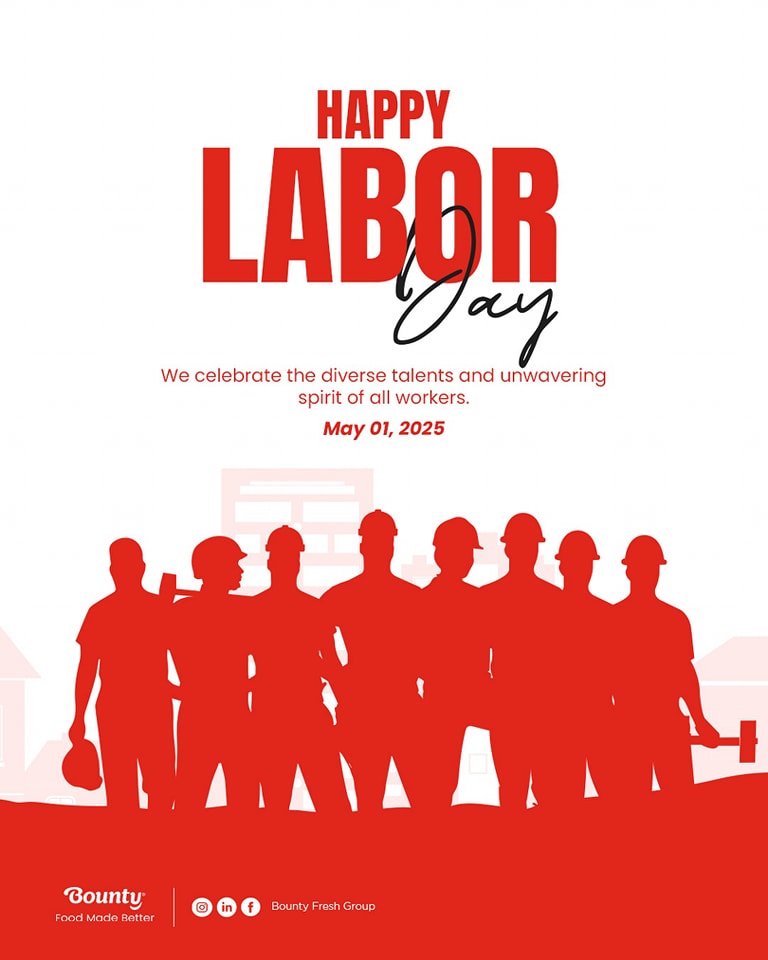 HAPPY
LABOR
Day
We celebrate the diverse talents and unwavering
spirit of all workers.
May 01, 2025
Bounty®
Food Made Better
Bounty Fresh Group